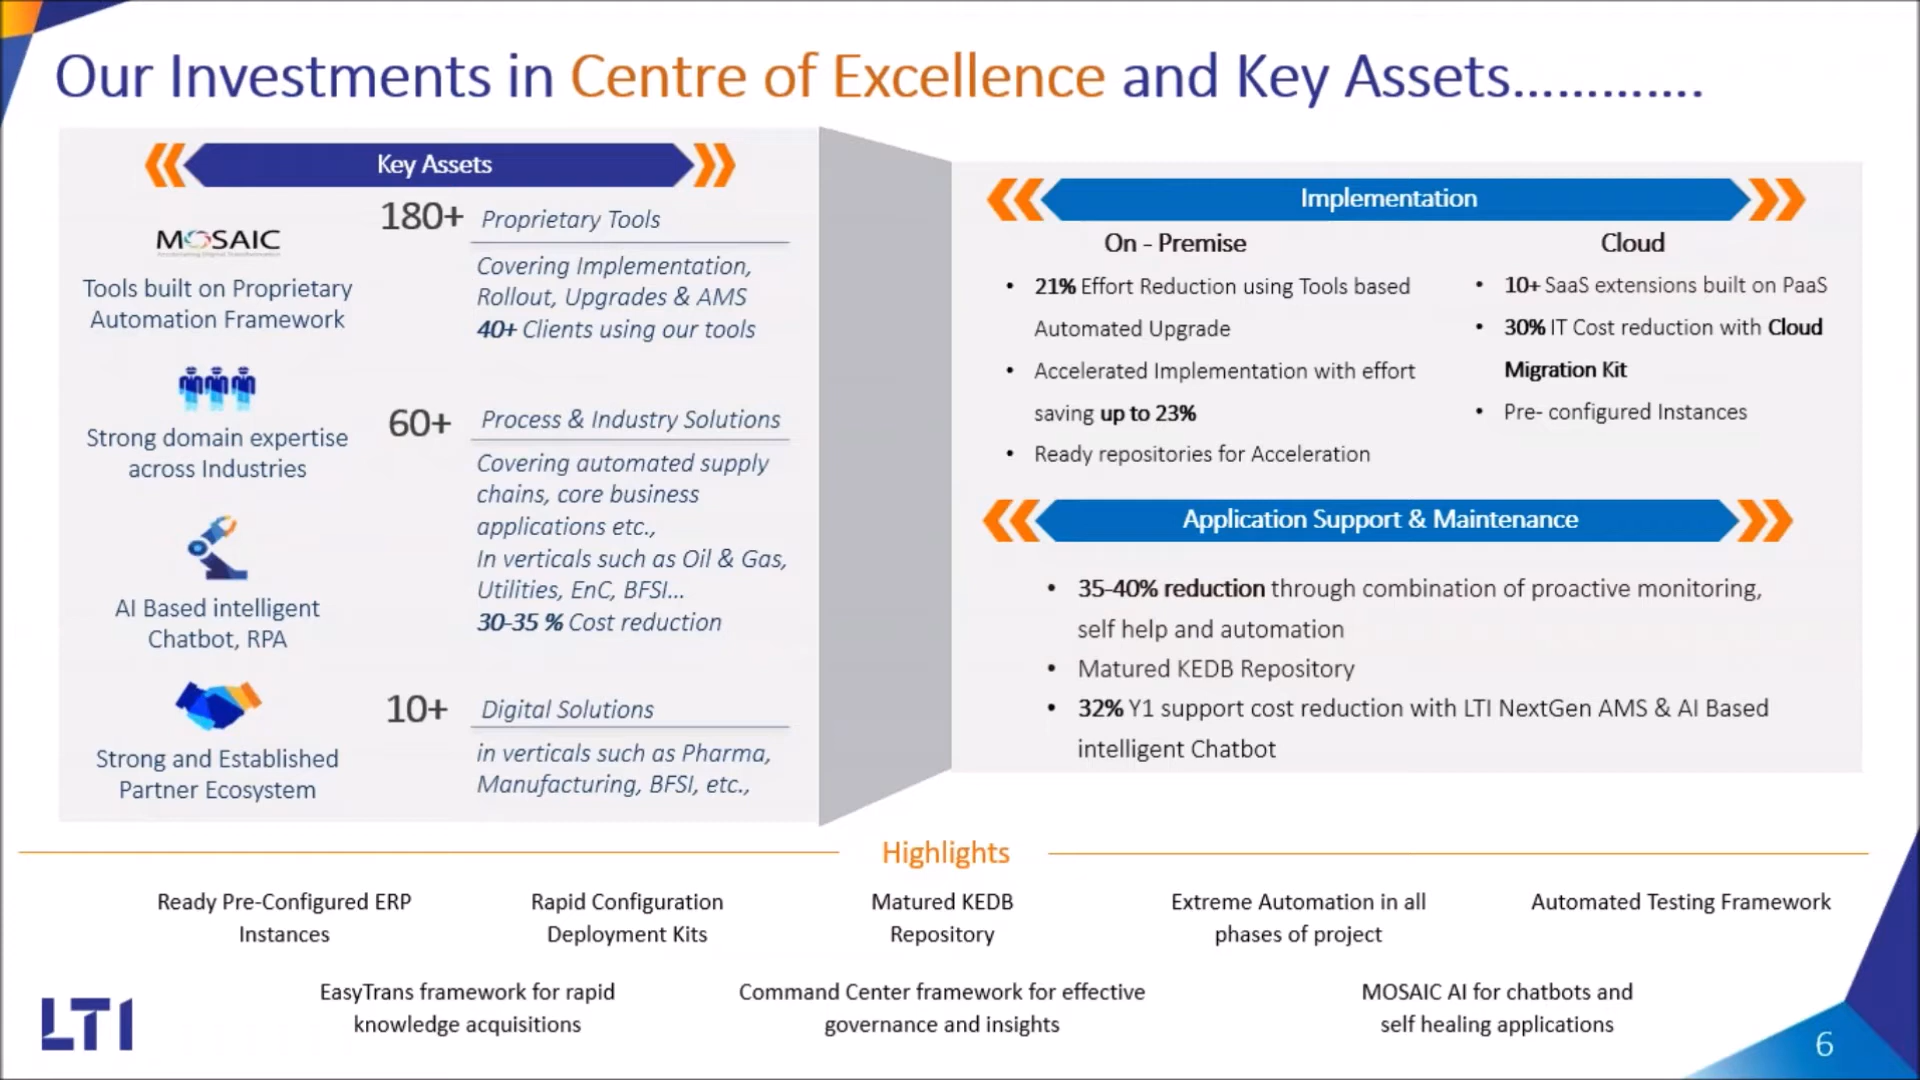 Our Investments in Centre of Excellence and Key Assets………….
Key Assets
MOSAIC
Tools built on Proprietary
Automation Framework
Strong domain expertise
across Industries
AI Based intelligent
Chatbot, RPA
Strong and Established
Partner Ecosystem
180+ Proprietary Tools
Covering Implementation,
Rollout, Upgrades & AMS
40+ Clients using our tools
60+ Process & Industry Solutions
Covering automated supply
chains, core business
applications etc.,
In verticals such as Oil & Gas,
Utilities, EnC, BFSI...
30-35 % Cost reduction
10+ Digital Solutions
in verticals such as Pharma,
Manufacturing, BFSI, etc.,
Implementation
On - Premise
• 21% Effort Reduction using Tools based
Automated Upgrade
• Accelerated Implementation with effort
saving up to 23%
• Ready repositories for Acceleration
Cloud
• 10+ SaaS extensions built on PaaS
• 30% IT Cost reduction with Cloud
Migration Kit
• Pre- configured Instances
Application Support & Maintenance
• 35-40% reduction through combination of proactive monitoring,
self help and automation
• Matured KEDB Repository
• 32% Y1 support cost reduction with LTI NextGen AMS & AI Based
intelligent Chatbot
Highlights
Ready Pre-Configured ERP
Instances
Rapid Configuration
Deployment Kits
Matured KEDB
Repository
Extreme Automation in all
phases of project
Automated Testing Framework
EasyTrans framework for rapid
knowledge acquisitions
Command Center framework for effective
governance and insights
MOSAIC AI for chatbots and
self healing applications
LTI
6